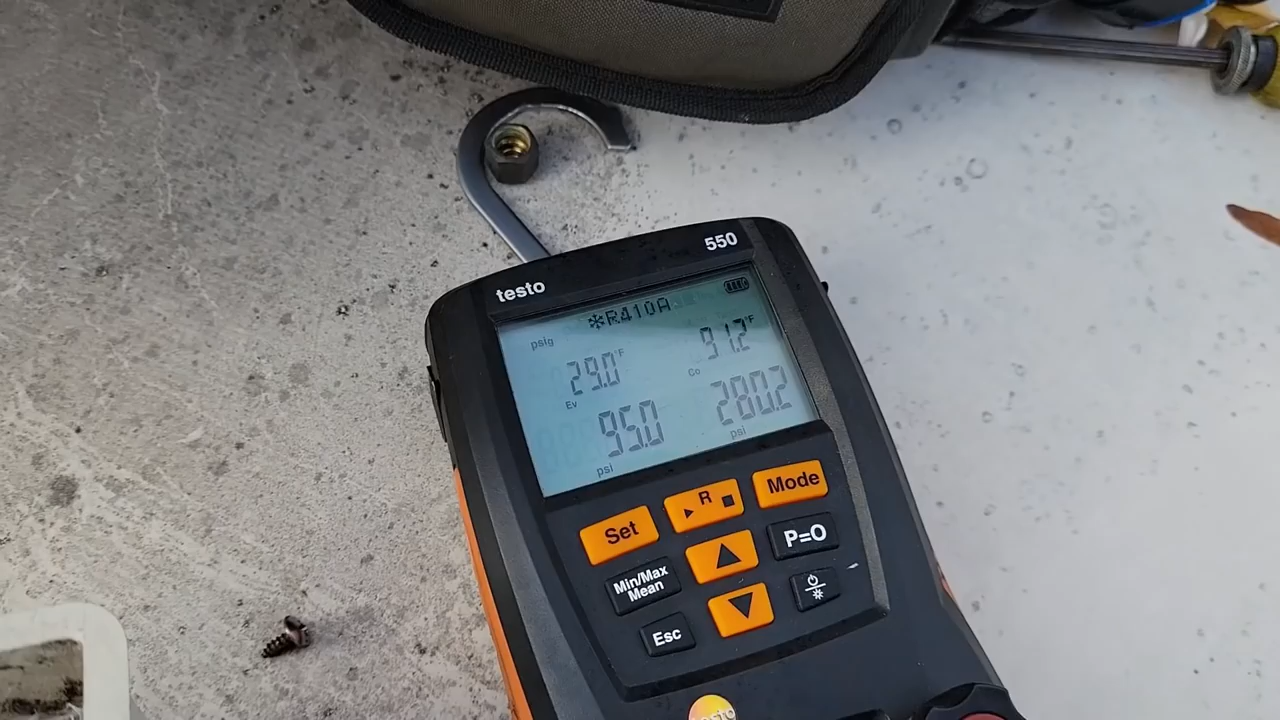 testo
550
R410A
psig
29.0°F
91.2°F
Ev
Co
95.0
280.2
psi
psi
Set
R
Mode
Min/Max
Mean
P=O
Esc
testo